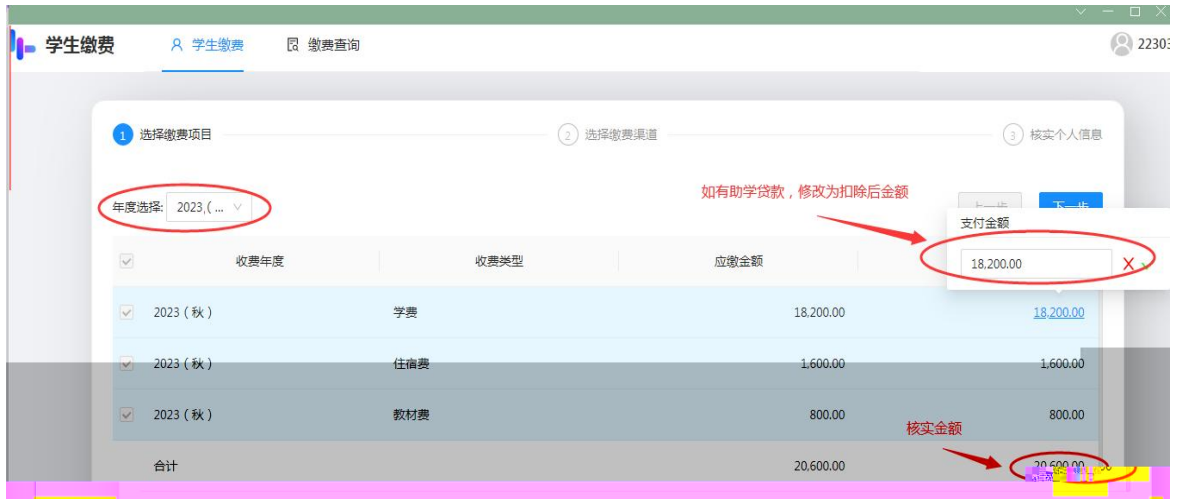 学生缴费 学生缴费 缴费查询 22303
1 选择缴费项目 2 选择缴费渠道 3 核实个人信息
如有助学贷款，修改为扣除后金额
年度选择: 2023,( ... 上一步 下一步
支付金额
收费年度 收费类型 应缴金额 18,200.00 X
2023（秋） 学费 18,200.00 18,200.00
2023（秋） 住宿费 1,600.00 1,600.00
2023（秋） 教材费 800.00 800.00
核实金额
合计 20,600.00 20,600.00